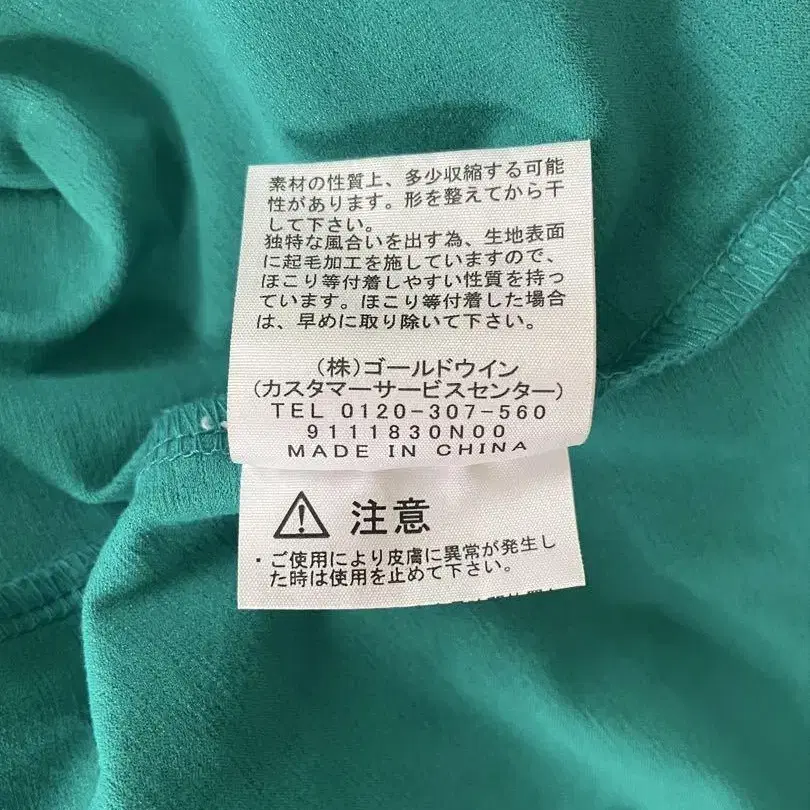 素材の性質上、多少収縮する可能
性があります。形を整えてから干
して下さい。
独特な風合いを出す為、生地表面
に起毛加工を施していますので、
ほこり等付着しやすい性質を持っ
ています。ほこり等付着した場合
は、早めに取り除いて下さい。
(株)ゴールドウイン
(カスタマーサービスセンター)
TEL 0120-307-560
9111830N00
MADE IN CHINA
注意
・ご使用により皮膚に異常が発生し
た時は使用を止めて下さい。